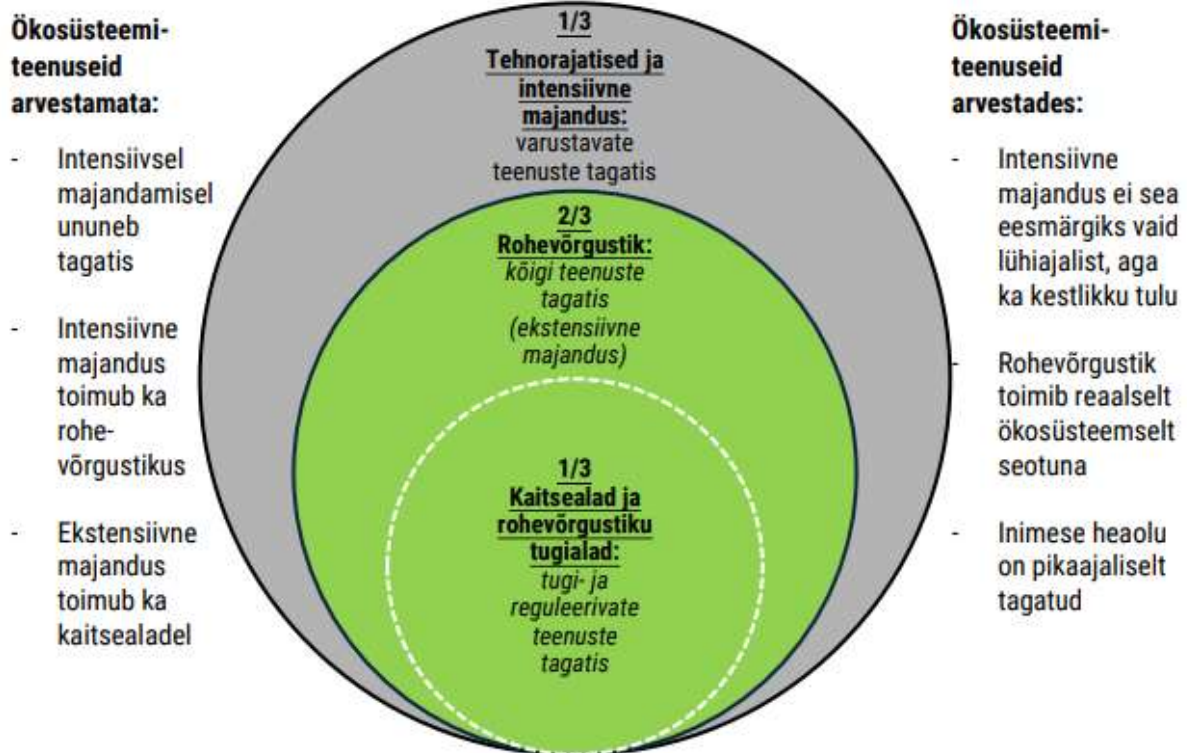 Ökosüsteemi-
teenuseid
arvestamata:
- Intensiivsel
majandamisel
ununeb
tagatis
- Intensiivne
majandus
toimub ka
rohe-
võrgustikus
- Ekstensiivne
majandus
toimub ka
kaitsealadel
1/3
Tehnorajatised ja
intensiivne
majandus:
varustavate
teenuste tagatis
2/3
Rohevõrgustik:
kõigi teenuste
tagatis
(ekstensiivne
majandus)
1/3
Kaitsealad ja
rohevõrgustiku
tugialad:
tugi- ja
reguleerivate
teenuste
tagatis
Ökosüsteemi-
teenuseid
arvestades:
- Intensiivne
majandus ei sea
eesmärgiks vaid
lühiajalist, aga
ka kestlikku tulu
- Rohevõrgustik
toimib reaalselt
ökosüsteemselt
seotuna
- Inimese heaolu
on pikaajaliselt
tagatud